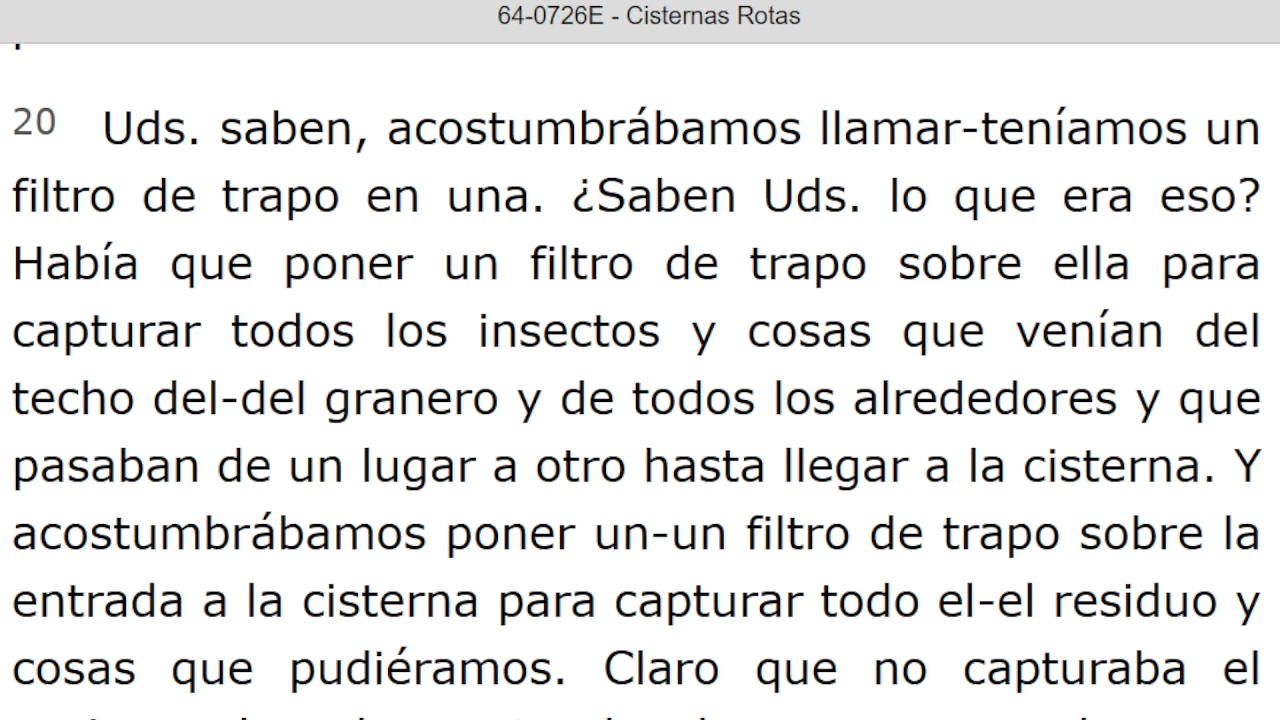 64-0726E - Cisternas Rotas
20 Uds. saben, acostumbrábamos llamar-teníamos un
filtro de trapo en una. ¿Saben Uds. lo que era eso?
Había que poner un filtro de trapo sobre ella para
capturar todos los insectos y cosas que venían del
techo del-del granero y de todos los alrededores y que
pasaban de un lugar a otro hasta llegar a la cisterna. Y
acostumbrábamos poner un-un filtro de trapo sobre la
entrada a la cisterna para capturar todo el-el residuo y
cosas que pudiéramos. Claro que no capturaba el